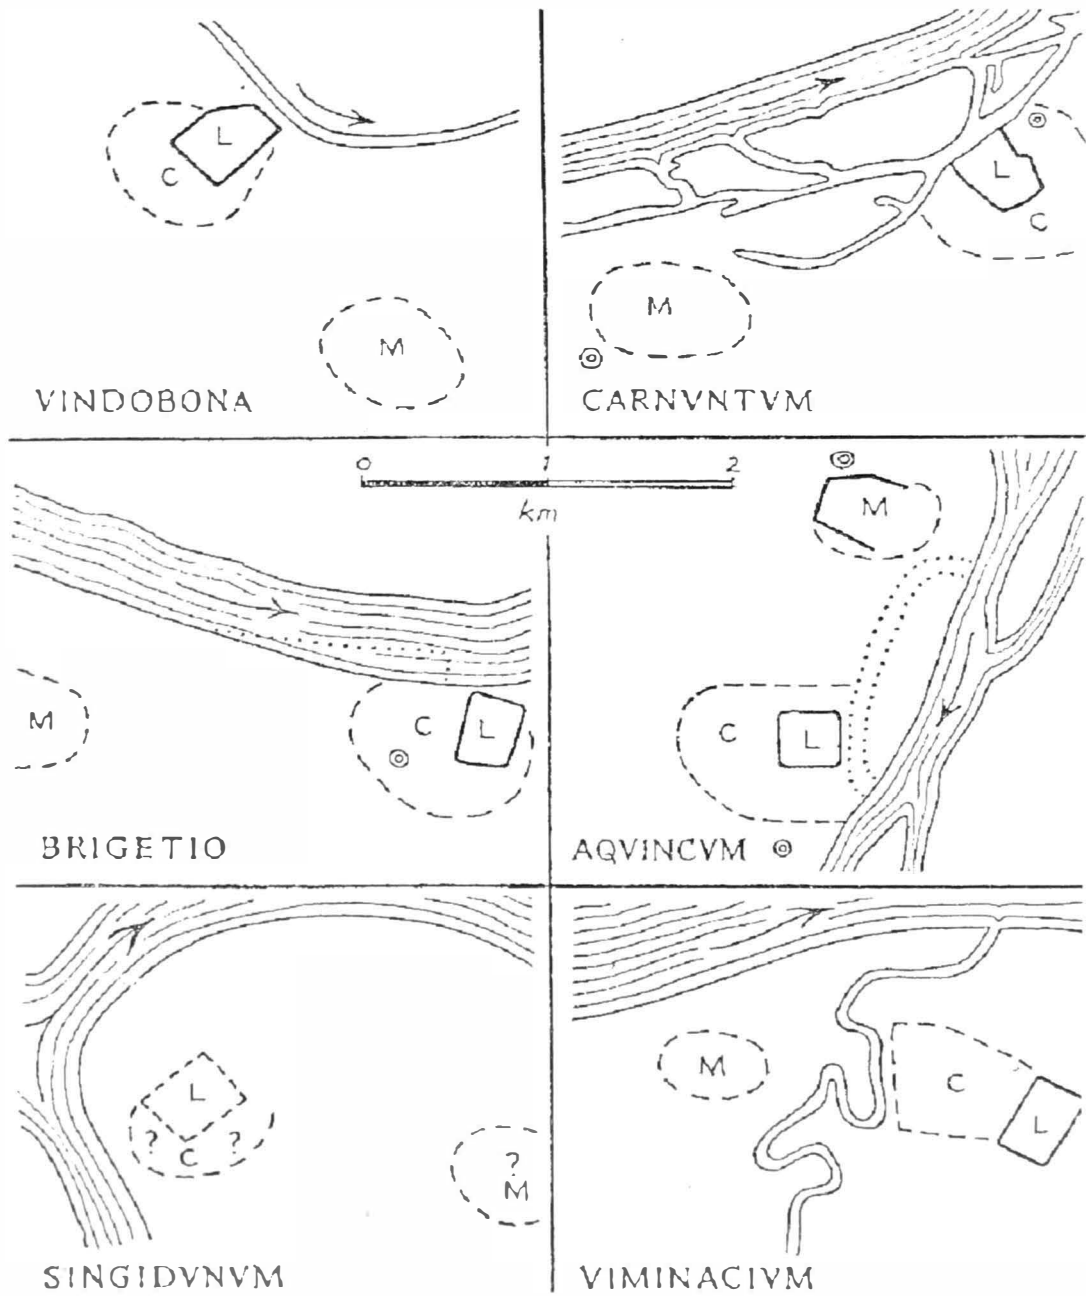 L
C
M
VINDOBONA
L
C
M
CARNVNTVM
0 1 2
km
M
C
L
BRIGETIO
M
C
L
AQVINCVM
L
? ?
C
?
M
SINGIDVNVM
M
C
L
VIMINACIVM